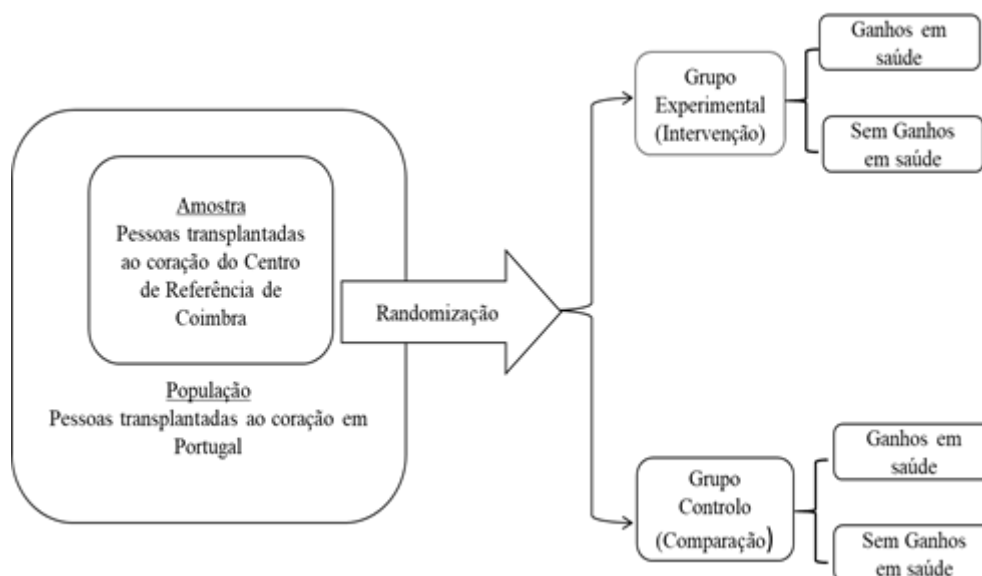 Amostra
Pessoas transplantadas
ao coração do Centro
de Referência de
Coimbra
População
Pessoas transplantadas ao coração em
Portugal
Randomização
Grupo
Experimental
(Intervenção)
Ganhos em
saúde
Sem Ganhos
em saúde
Grupo
Controlo
(Comparação)
Ganhos em
saúde
Sem Ganhos
em saúde